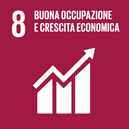 8 BUONA OCCUPAZIONE
E CRESCITA ECONOMICA